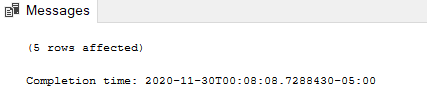 Messages
(5 rows affected)
Completion time: 2020-11-30T00:08:08.7288430-05:00